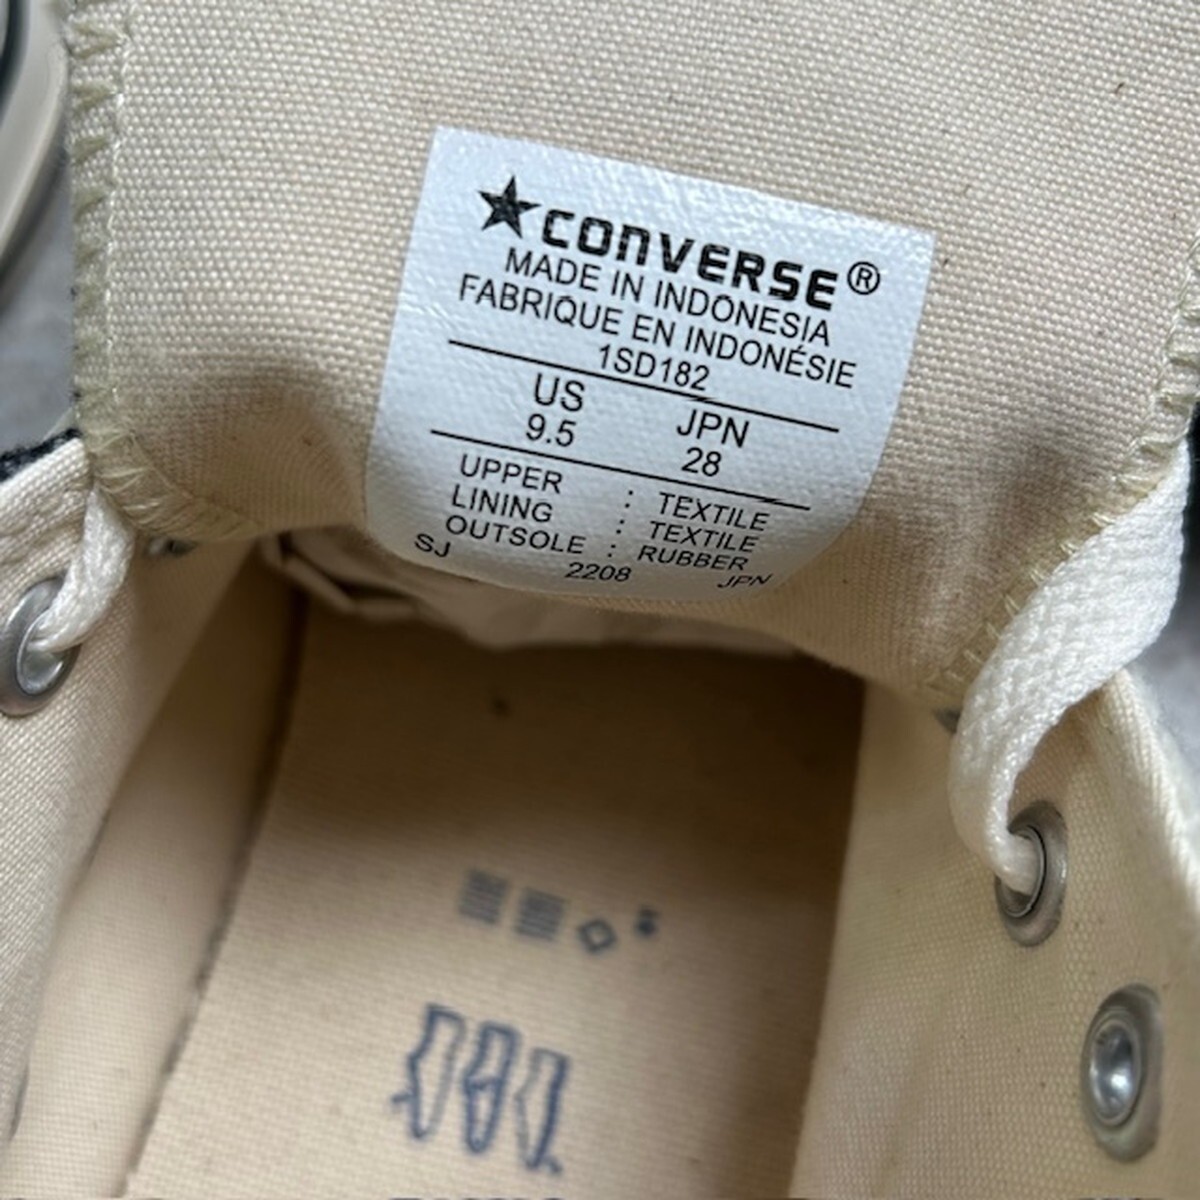 ★CONVERSE®
MADE IN INDONESIA
FABRIQUE EN INDONÉSIE
1SD182
US JPN
9.5 28
UPPER : TEXTILE
LINING : TEXTILE
OUTSOLE : RUBBER
SJ 2208 JPN